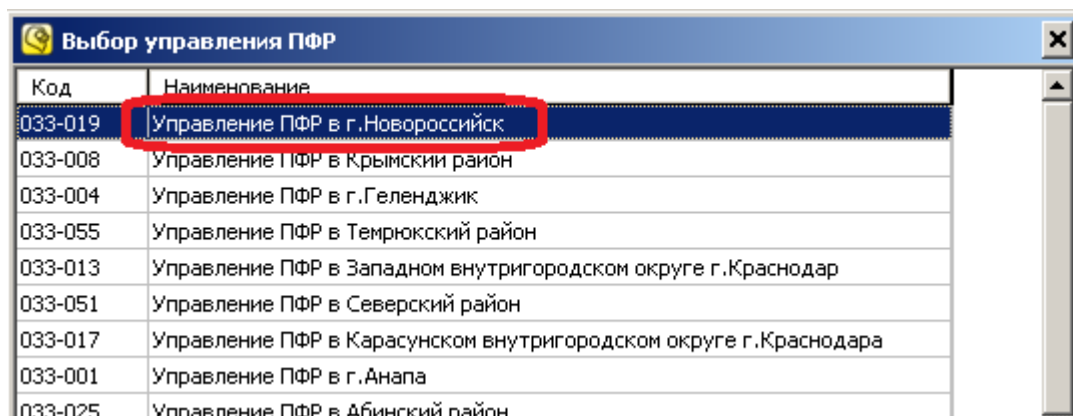 Выбор управления ПФР
Код Наименование
033-019 Управление ПФР в г.Новороссийск
033-008 Управление ПФР в Крымский район
033-004 Управление ПФР в г.Геленджик
033-055 Управление ПФР в Темрюкский район
033-013 Управление ПФР в Западном внутригородском округе г.Краснодар
033-051 Управление ПФР в Северский район
033-017 Управление ПФР в Карасунском внутригородском округе г.Краснодара
033-001 Управление ПФР в г.Анапа
033-025 Управление ПФР в Абинский район